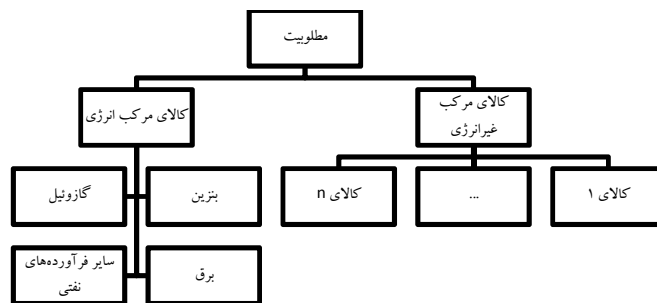 مطلوبیت
کالای مرکب
غیرانرژی
کالای مرکب انرژی
کالای ۱
...
کالای n
بنزین
گازوئیل
برق
سایر فرآورده‌های
نفتی